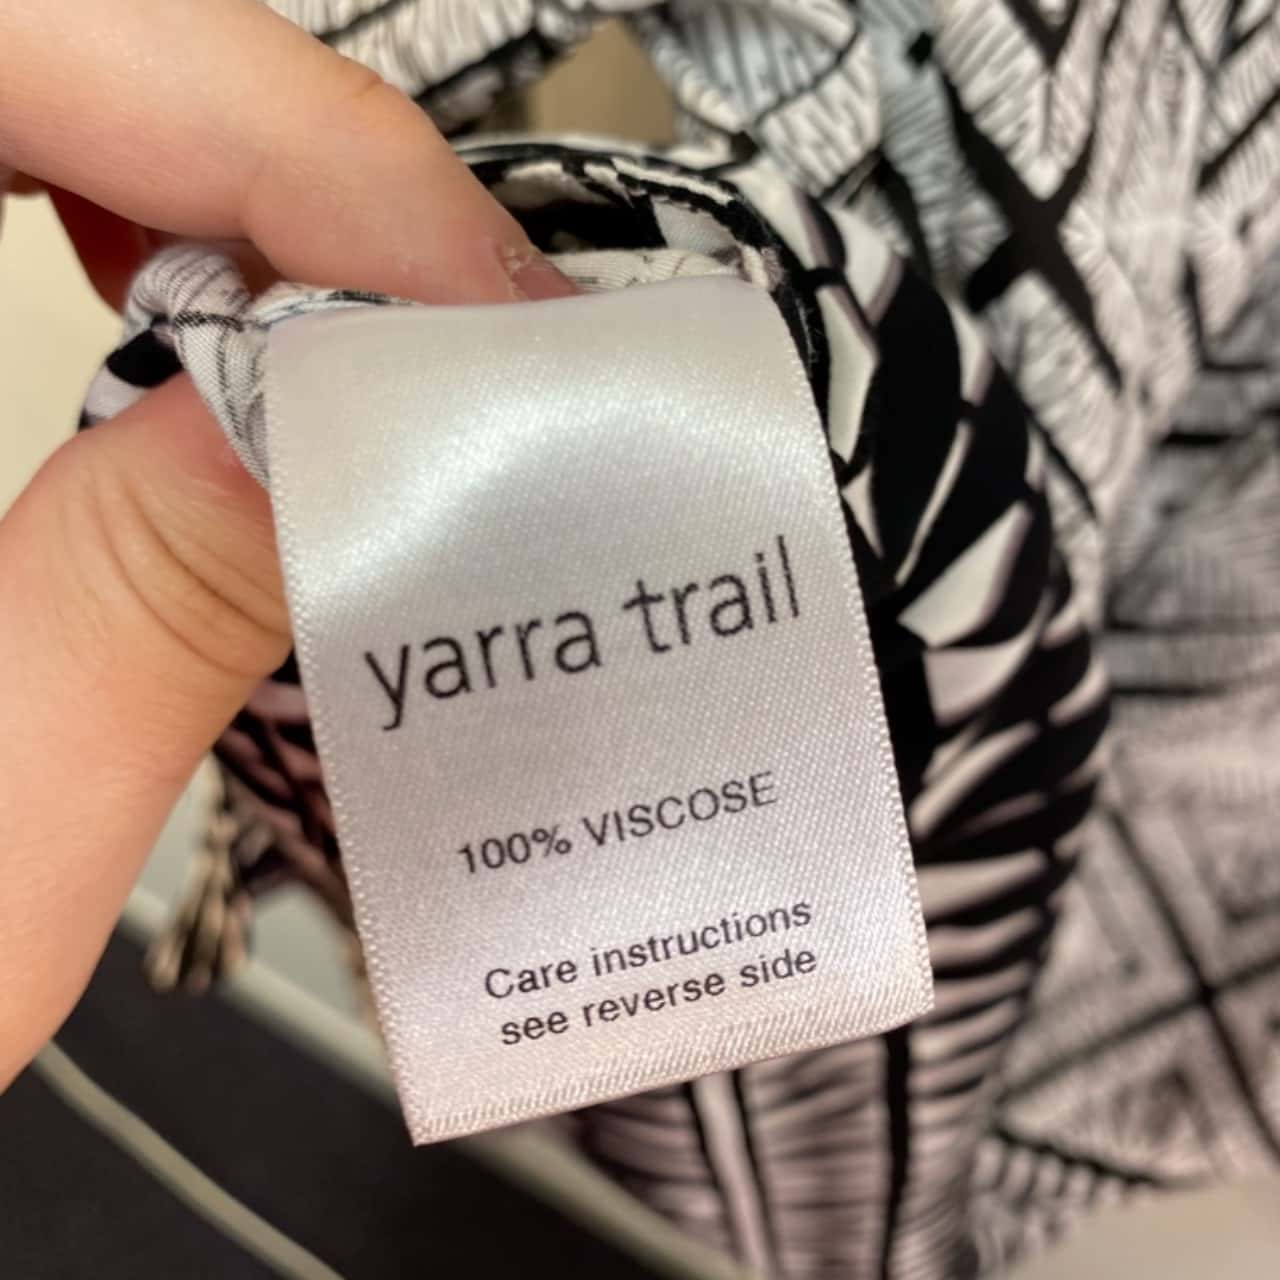 yarra trail
100% VISCOSE
Care instructions
see reverse side